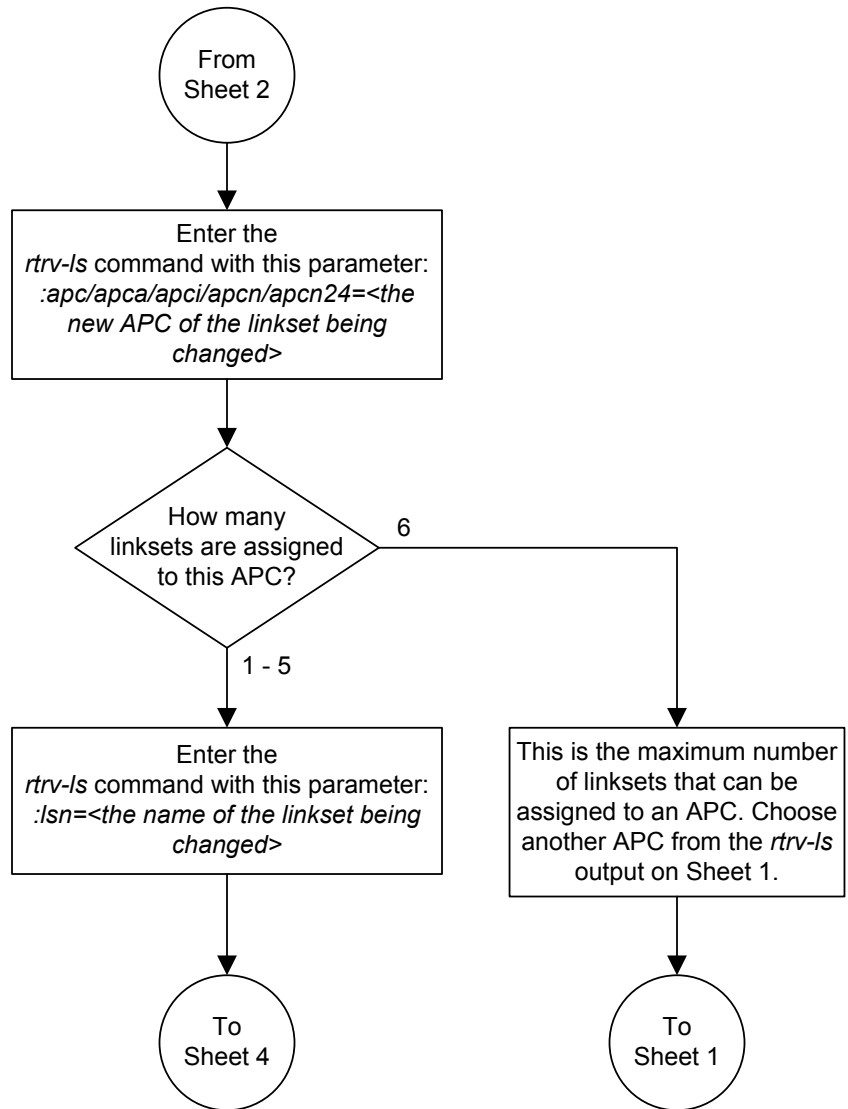 From
Sheet 2
Enter the
rtrv-ls command with this parameter:
:apc/apca/apci/apcn/apcn24=<the
new APC of the linkset being
changed>
How many
linksets are assigned
to this APC?
6
1 - 5
Enter the
rtrv-ls command with this parameter:
:lsn=<the name of the linkset being
changed>
This is the maximum number
of linksets that can be
assigned to an APC. Choose
another APC from the rtrv-ls
output on Sheet 1.
To
Sheet 4
To
Sheet 1